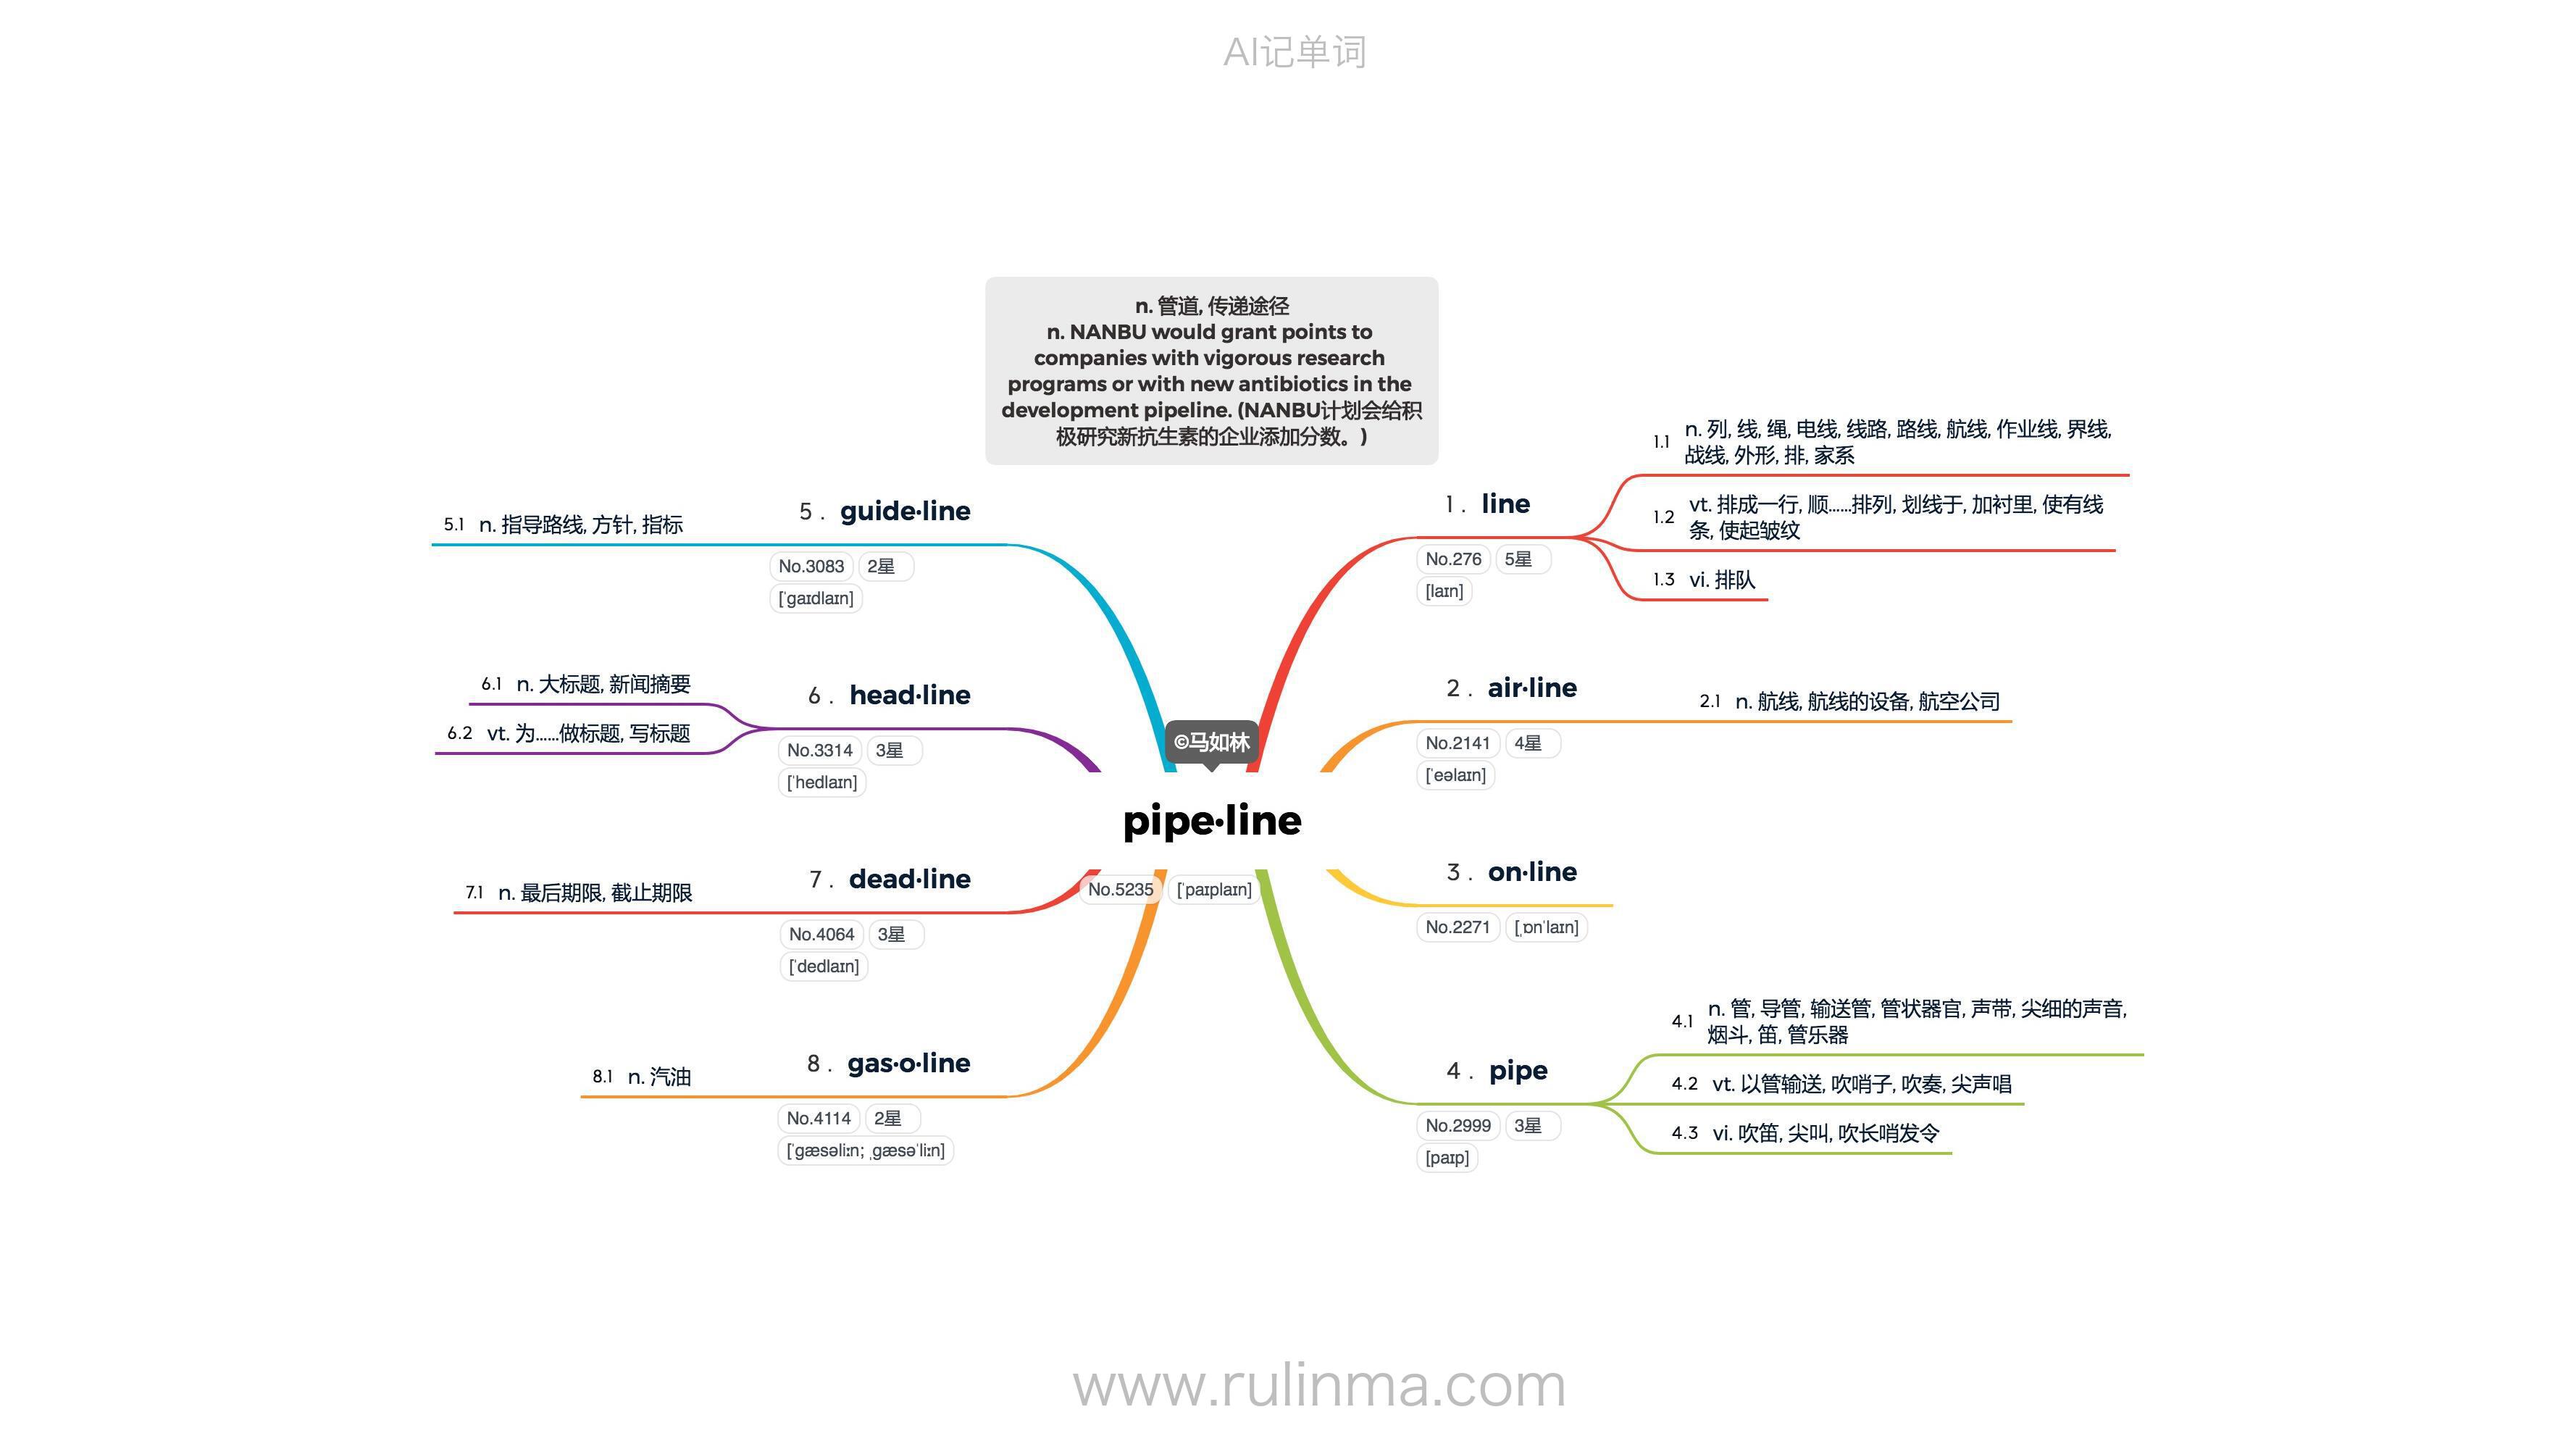 AI记单词
n. 管道, 传递途径
n. NANBU would grant points to
companies with vigorous research
programs or with new antibiotics in the
development pipeline. (NANBU计划会给积
极研究新抗生素的企业添加分数。)
©马如林
pipe·line
No.5235 [ˈpaɪplaɪn]
1. line
No.276 5星
[laɪn]
1.1 n. 列, 线, 绳, 电线, 线路, 路线, 航线, 作业线, 界线,
战线, 外形, 排, 家系
1.2 vt. 排成一行, 顺……排列, 划线于, 加衬里, 使有线
条, 使起皱纹
1.3 vi. 排队
2. air·line
No.2141 4星
[ˈeəlaɪn]
2.1 n. 航线, 航线的设备, 航空公司
3. on·line
No.2271 [ˌɒnˈlaɪn]
4. pipe
No.2999 3星
[paɪp]
4.1 n. 管, 导管, 输送管, 管状器官, 声带, 尖细的声音,
烟斗, 笛, 管乐器
4.2 vt. 以管输送, 吹哨子, 吹奏, 尖声唱
4.3 vi. 吹笛, 尖叫, 吹长哨发令
5. guide·line
No.3083 2星
[ˈɡaɪdlaɪn]
5.1 n. 指导路线, 方针, 指标
6. head·line
No.3314 3星
[ˈhedlaɪn]
6.1 n. 大标题, 新闻摘要
6.2 vt. 为……做标题, 写标题
7. dead·line
No.4064 3星
[ˈdedlaɪn]
7.1 n. 最后期限, 截止期限
8. gas·o·line
No.4114 2星
[ˈɡæsəliːn; ˌɡæsəˈliːn]
8.1 n. 汽油
www.rulinma.com